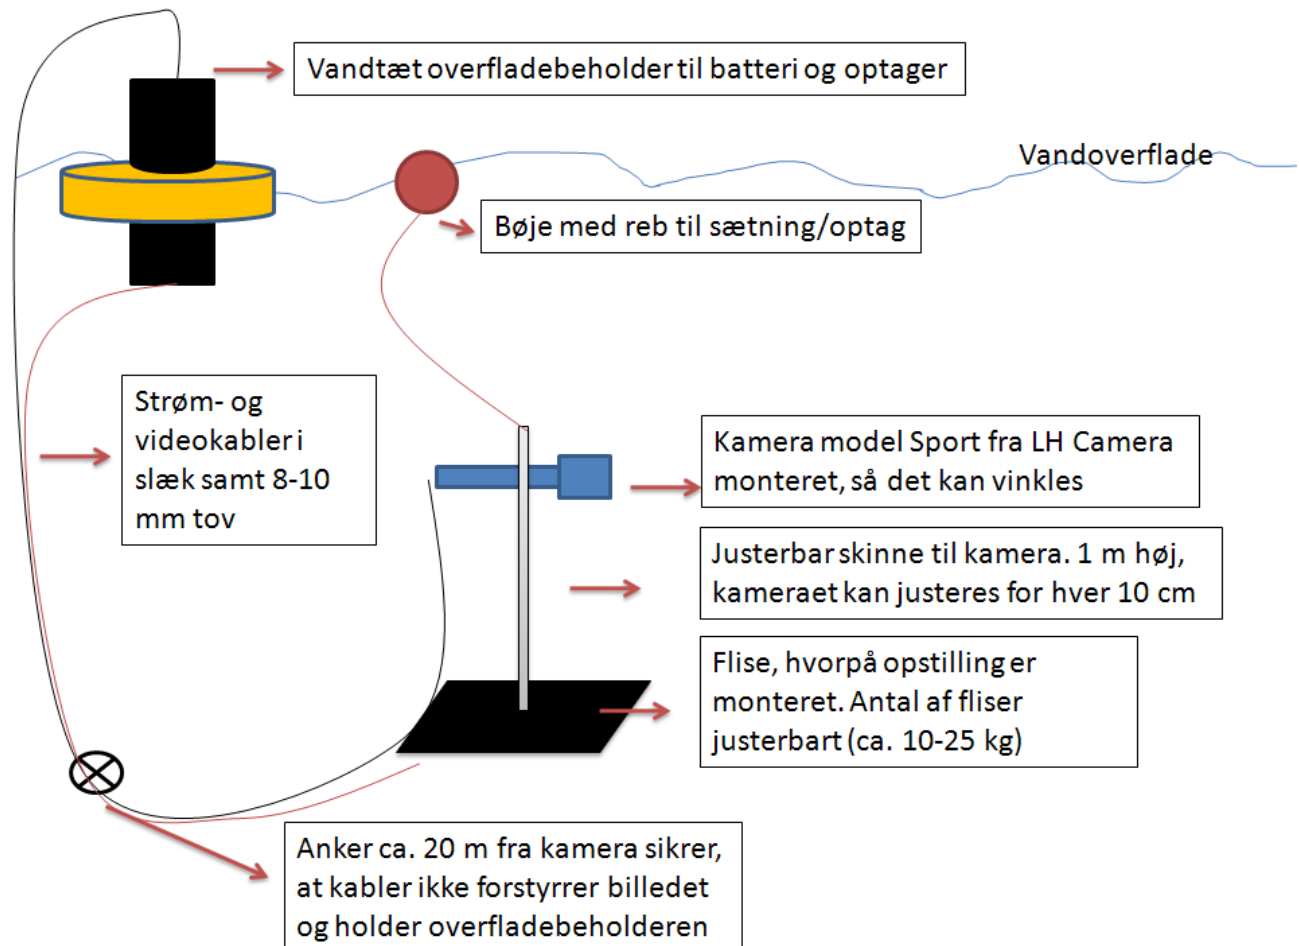 Vandtæt overfladebeholder til batteri og optager
Vandoverflade
Bøje med reb til sætning/optag
Strøm- og
videokabler i
slæk samt 8-10
mm tov
Kamera model Sport fra LH Camera
monteret, så det kan vinkles
Justerbar skinne til kamera. 1 m høj,
kameraet kan justeres for hver 10 cm
Flise, hvorpå opstilling er
monteret. Antal af fliser
justerbart (ca. 10-25 kg)
Anker ca. 20 m fra kamera sikrer,
at kabler ikke forstyrrer billedet
og holder overfladebeholderen